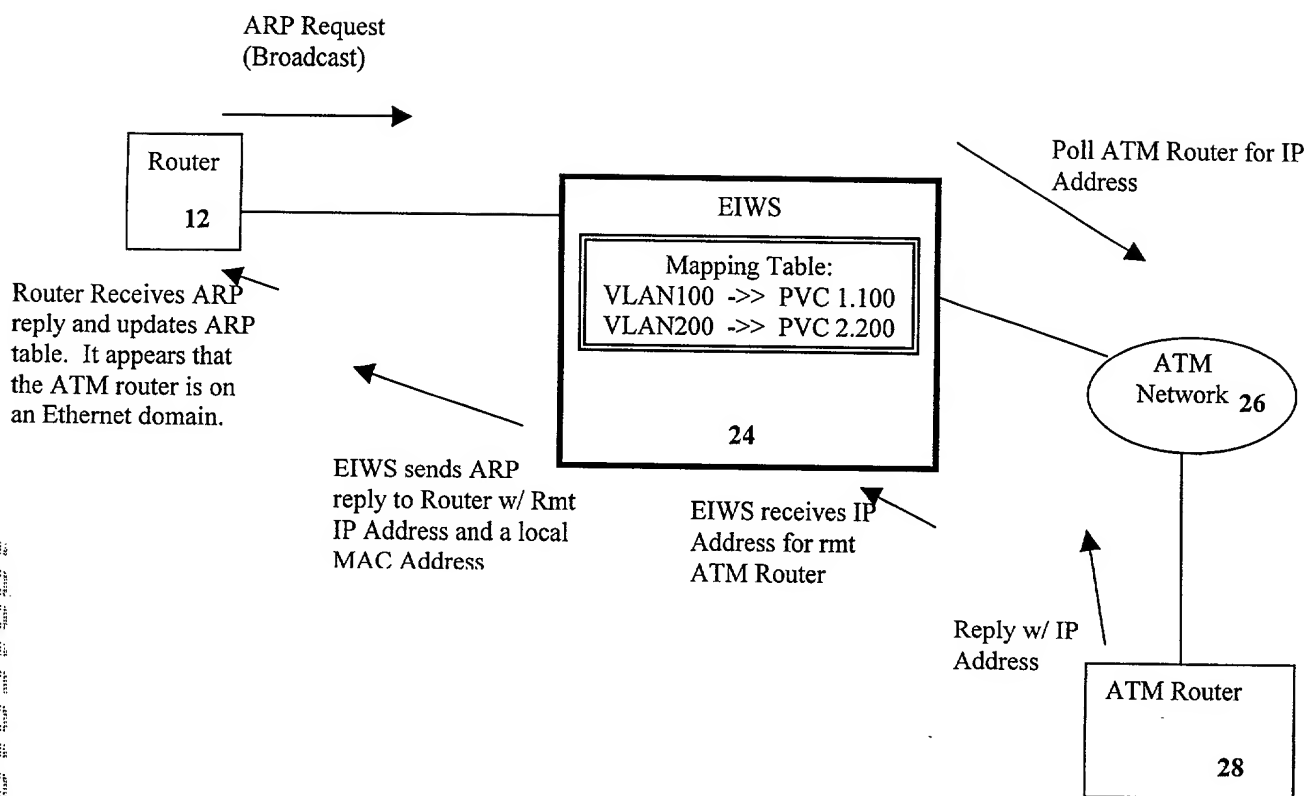 ARP Request
(Broadcast)
Router
12
Poll ATM Router for IP
Address
EIWS
Mapping Table:
VLAN100 ->> PVC 1.100
VLAN200 ->> PVC 2.200
24
Router Receives ARP
reply and updates ARP
table. It appears that
the ATM router is on
an Ethernet domain.
ATM
Network 26
EIWS sends ARP
reply to Router w/ Rmt
IP Address and a local
MAC Address
EIWS receives IP
Address for rmt
ATM Router
Reply w/ IP
Address
ATM Router
28